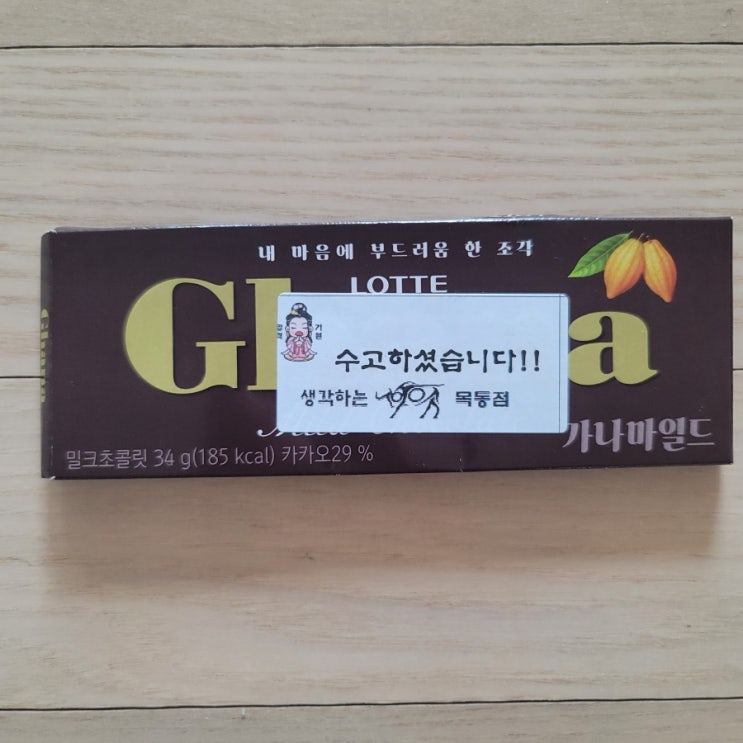 내 마음에 부드러움 한 조각
LOTTE
Gh a
기원
수고하셨습니다!!
생각하는 목동점
가나마일드
밀크초콜릿 34 g(185 kcal) 카카오29 %
Ghana